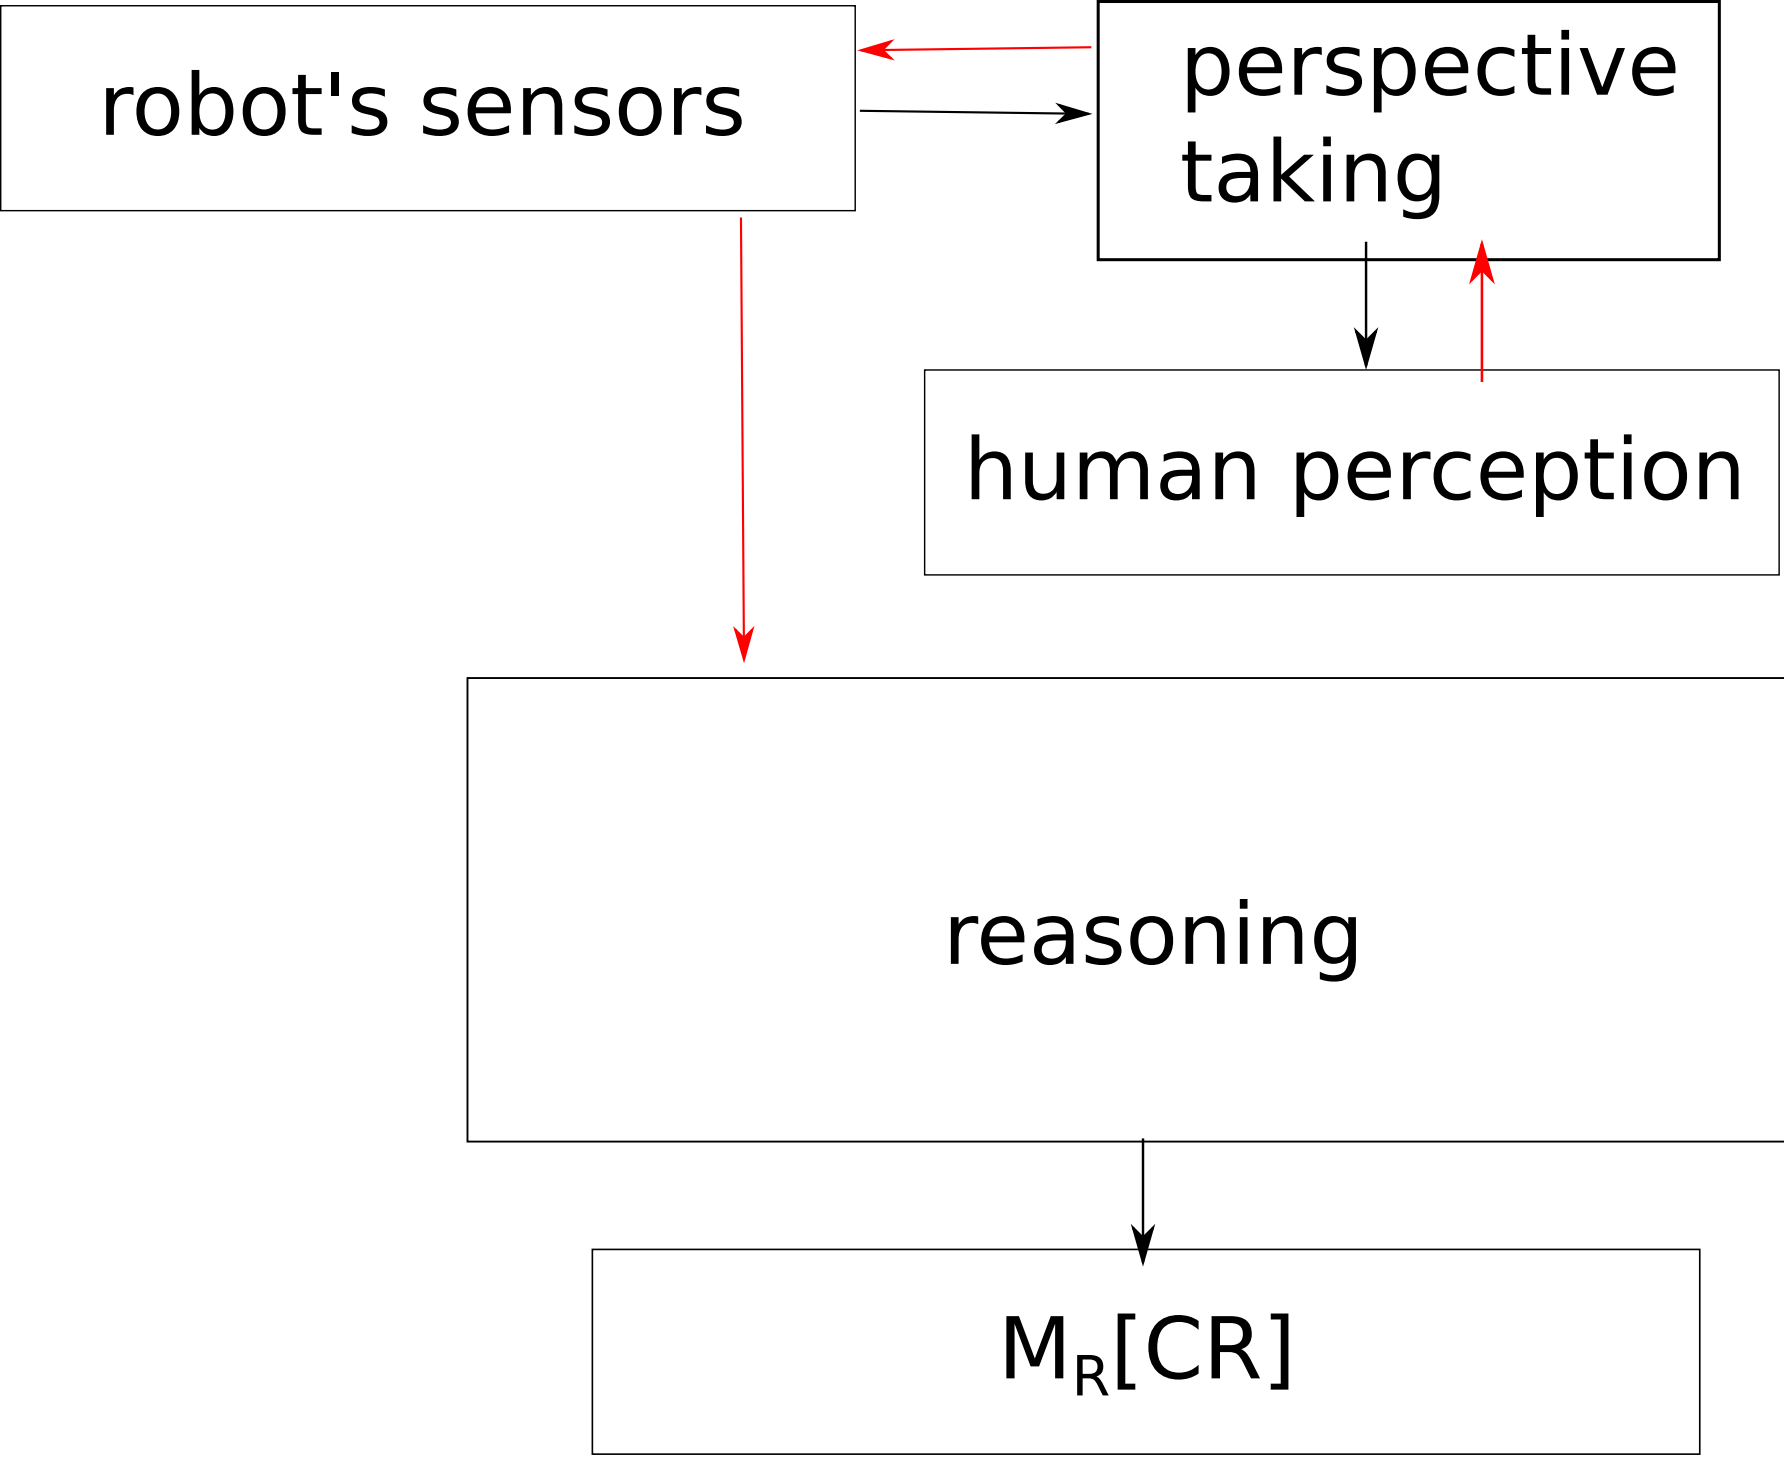 robot's sensors
perspective
taking
human perception
reasoning
M_R[CR]